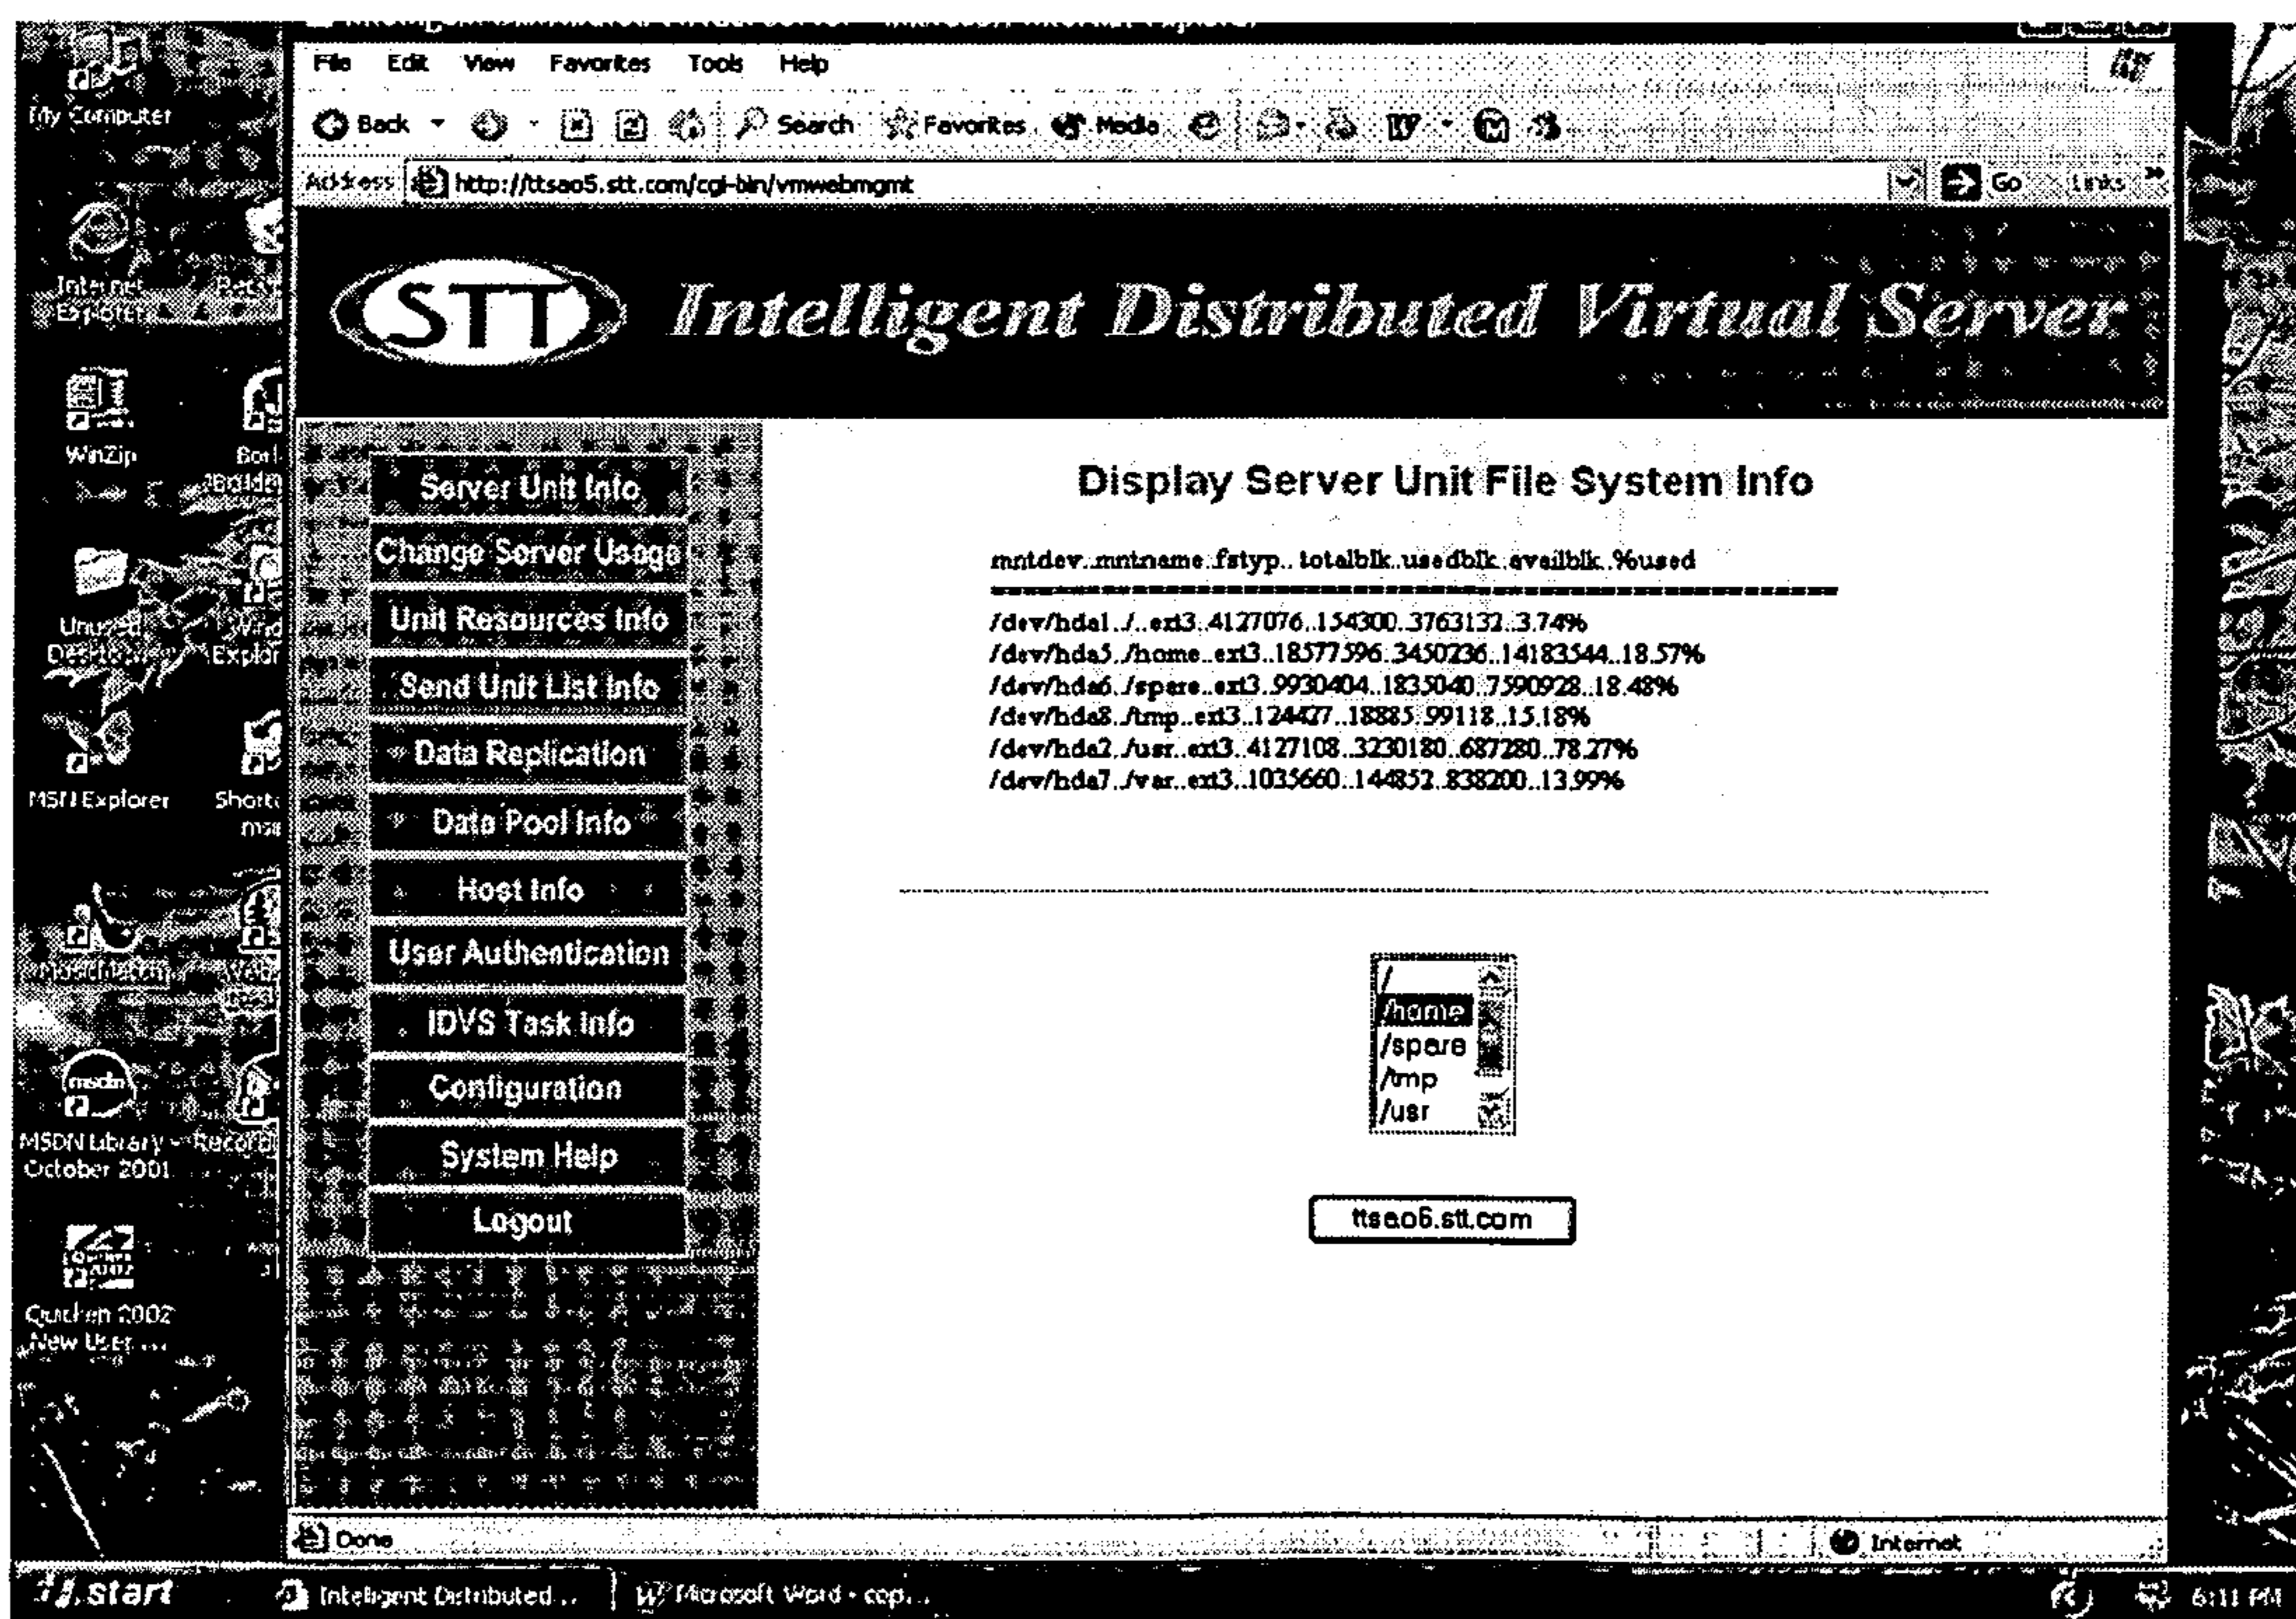 File Edit View Favorites Tools Help
Back Search Favorites Media
Address http://ttsao5.stt.com/cgi-bin/vmwebmgmt Go Links
STT Intelligent Distributed Virtual Server
My Computer
Internet Explorer
WinZip
MSN Explorer
MSDN Library - October 2001
Quicken 2002 New User ...
Server Unit Info
Change Server Usage
Unit Resources Info
Send Unit List Info
Data Replication
Data Pool Info
Host Info
User Authentication
IDVS Task Info
Configuration
System Help
Logout
Display Server Unit File System Info
mntdev..mntname..fstyp.. totalblk..usedblk..availblk..%used
/dev/hda1../..ext3..4127076..154300..3763132..3.74%
/dev/hda5../home..ext3..18577596..3450236..14183544..18.57%
/dev/hda6../spare..ext3..9930404..1835040..7590928..18.48%
/dev/hda8../tmp..ext3..124427..18885..99118..15.18%
/dev/hda2../usr..ext3..4127108..3230180..687280..78.27%
/dev/hda7../var..ext3..1035660..144852..838200..13.99%
/
/home
/spare
/tmp
/usr
ttsao6.stt.com
Done Internet
start Intelligent Distributed ... Microsoft Word - cop... 6:11 PM